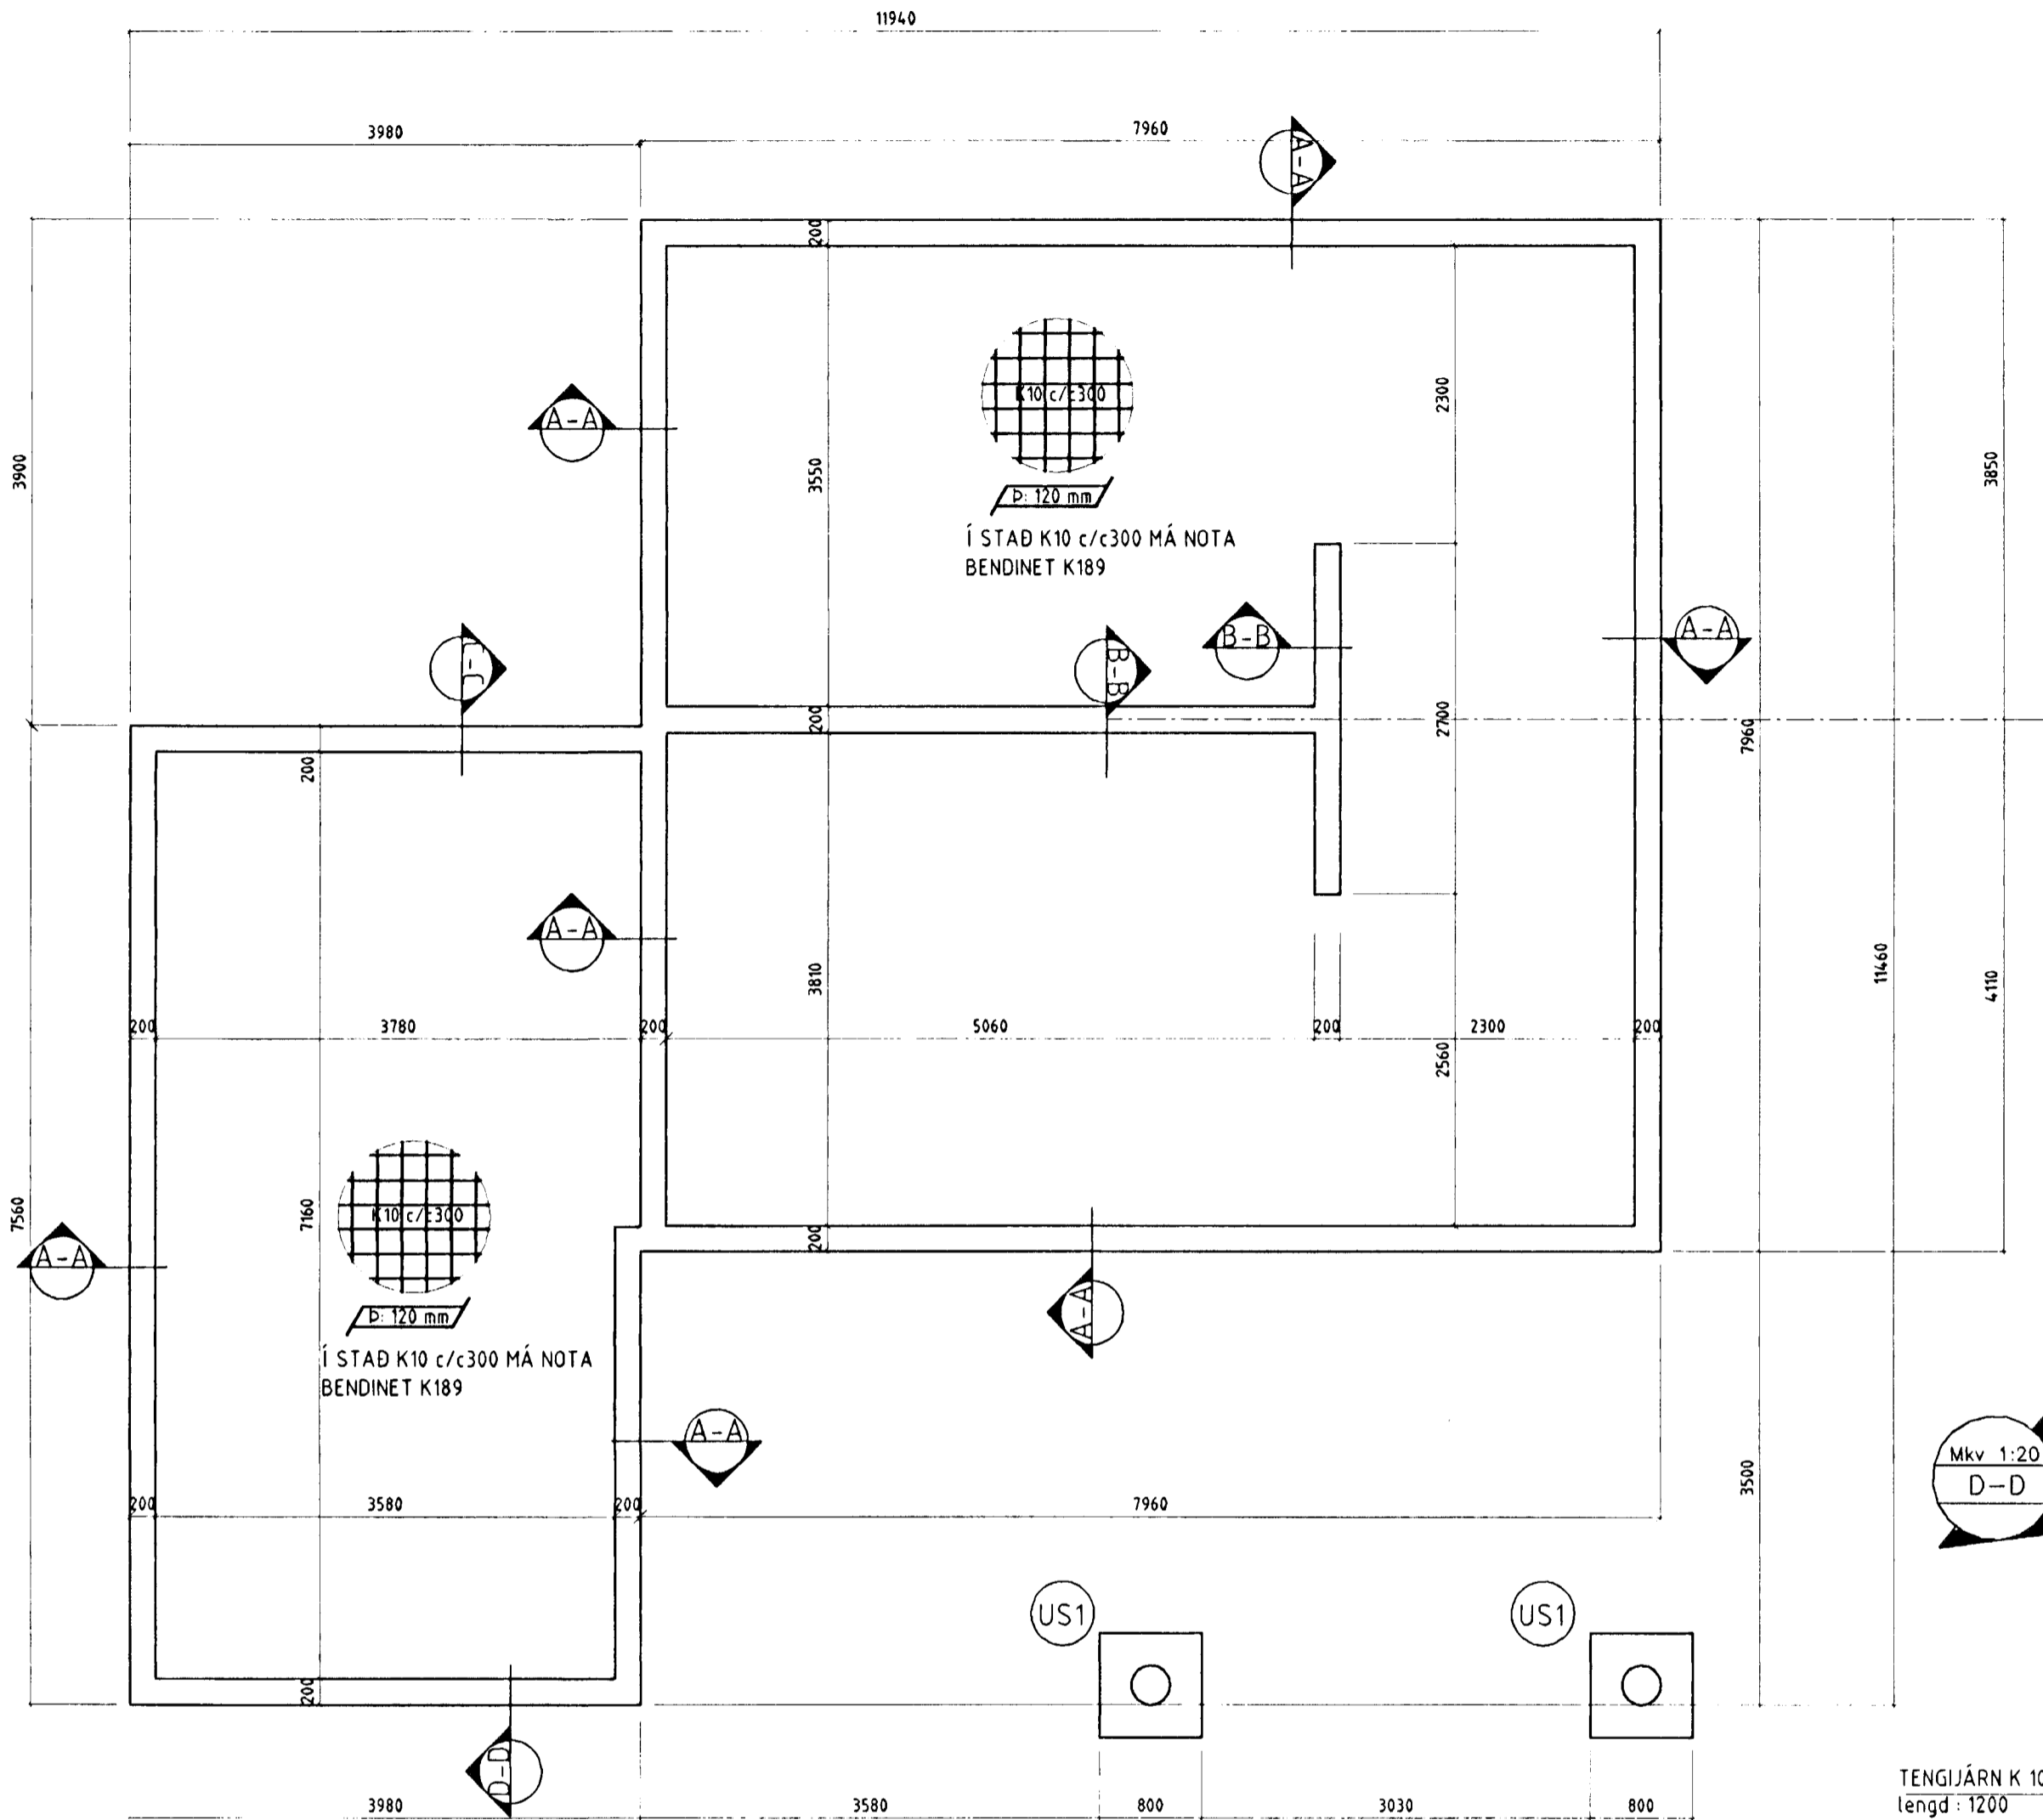 11940
3980
7960
A-A
200
3900
3550
2300
3850
K10 c/c300
A-A
Þ: 120 mm
Í STAÐ K10 c/c300 MÁ NOTA
BENDINET K189
C-C
B-B
B-B
A-A
200
200
2700
7960
A-A
3810
11460
4110
200
3780
200
5060
200
2300
200
2560
7560
7160
K10 c/c300
200
A-A
Þ: 120 mm
A-A
Í STAÐ K10 c/c300 MÁ NOTA
BENDINET K189
A-A
3500
Mkv 1:20
D-D
200
3580
200
7960
US1
US1
200
D-D
3980
3580
800
3030
800
TENGIJÁRN K 10
lengd : 1200